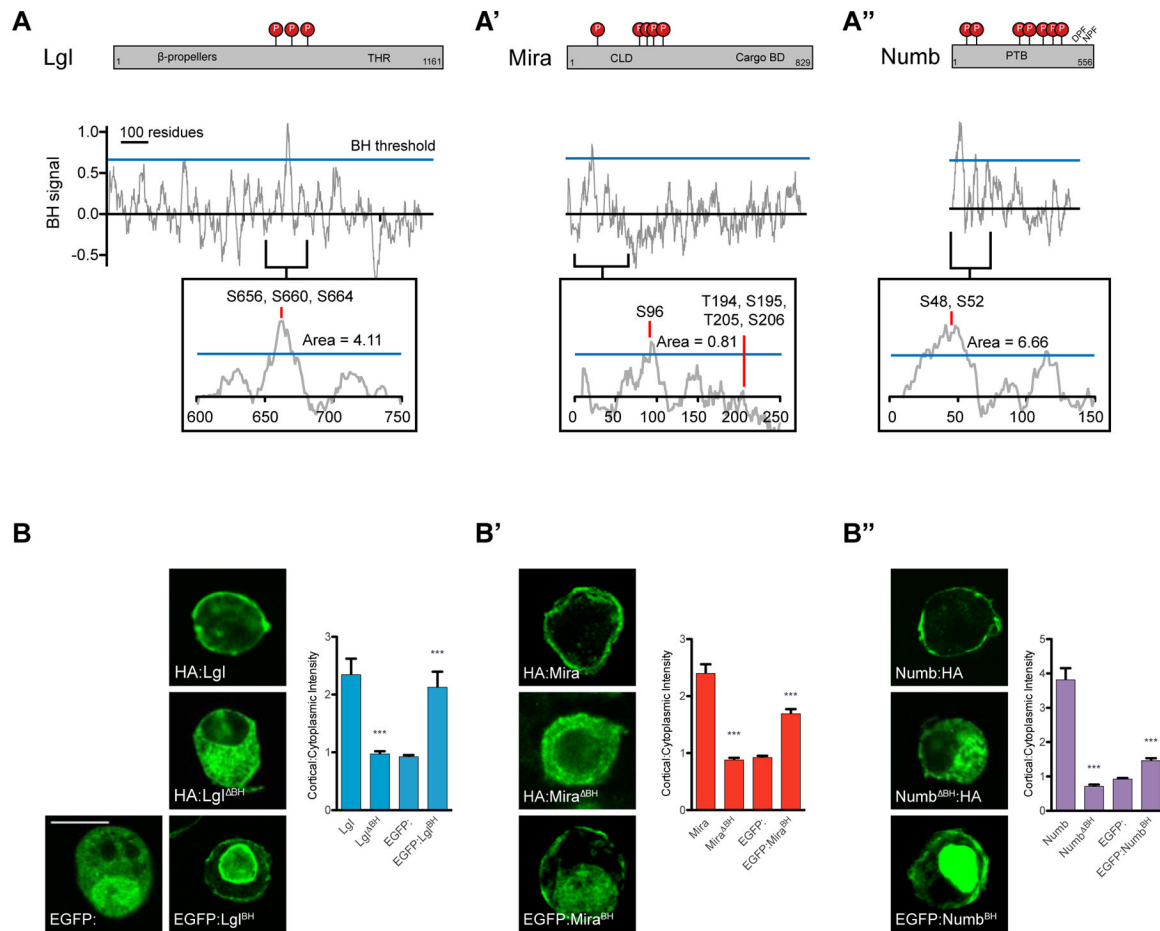 A
P P P
Lgl
1 β-propellers THR 1161
1.0
0.5
0.0
-0.5
BH signal
100 residues
BH threshold
S656, S660, S664
Area = 4.11
600 650 700 750
A'
P P P P P
Mira
1 CLD Cargo BD 829
S96
T194, S195,
T205, S206
Area = 0.81
0 50 100 150 200 250
A''
P P P P P P P
DPF
NPF
Numb
1 PTB 556
S48, S52
Area = 6.66
0 50 100 150
B
HA:Lgl
HA:Lgl^ΔBH
EGFP:
EGFP:Lgl^BH
Cortical:Cytoplasmic Intensity
3
2
1
0
***
***
Lgl
Lgl^ΔBH
EGFP:
EGFP:Lgl^BH
B'
HA:Mira
HA:Mira^ΔBH
EGFP:Mira^BH
Cortical:Cytoplasmic Intensity
3
2
1
0
***
***
Mira
Mira^ΔBH
EGFP:
EGFP:Mira^BH
B''
Numb:HA
Numb^ΔBH:HA
EGFP:Numb^BH
Cortical:Cytoplasmic Intensity
5
4
3
2
1
0
***
***
Numb
Numb^ΔBH
EGFP:
EGFP:Numb^BH